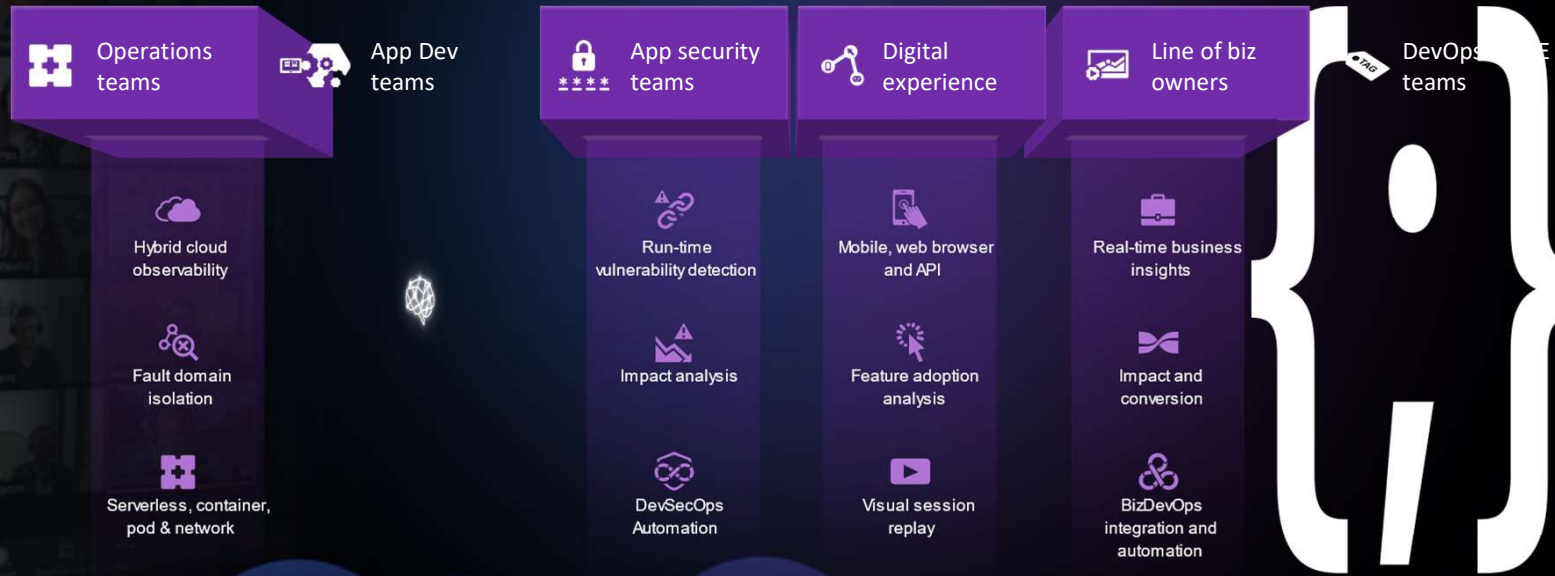 Operations
teams
App Dev
teams
****
App security
teams
Digital
experience
Line of biz
owners
TAG
DevOps
teams
Hybrid cloud
observability
Fault domain
isolation
Serverless, container,
pod & network
Run-time
vulnerability detection
Impact analysis
DevSecOps
Automation
Mobile, web browser
and API
Feature adoption
analysis
Visual session
replay
Real-time business
insights
Impact and
conversion
BizDevOps
integration and
automation
{ ; }